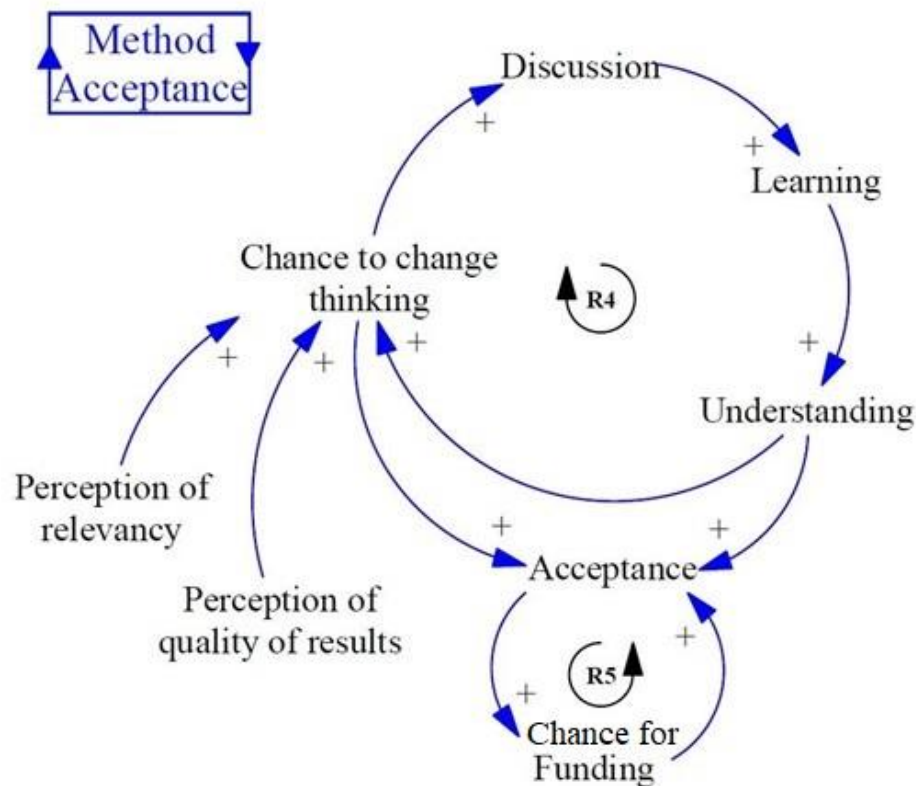 Method
Acceptance
Discussion
+
+
Learning
Chance to change
thinking
R4
+
+
+
+
Understanding
Perception of
relevancy
+
+
Acceptance
Perception of
quality of results
+
R5
+
Chance for
Funding